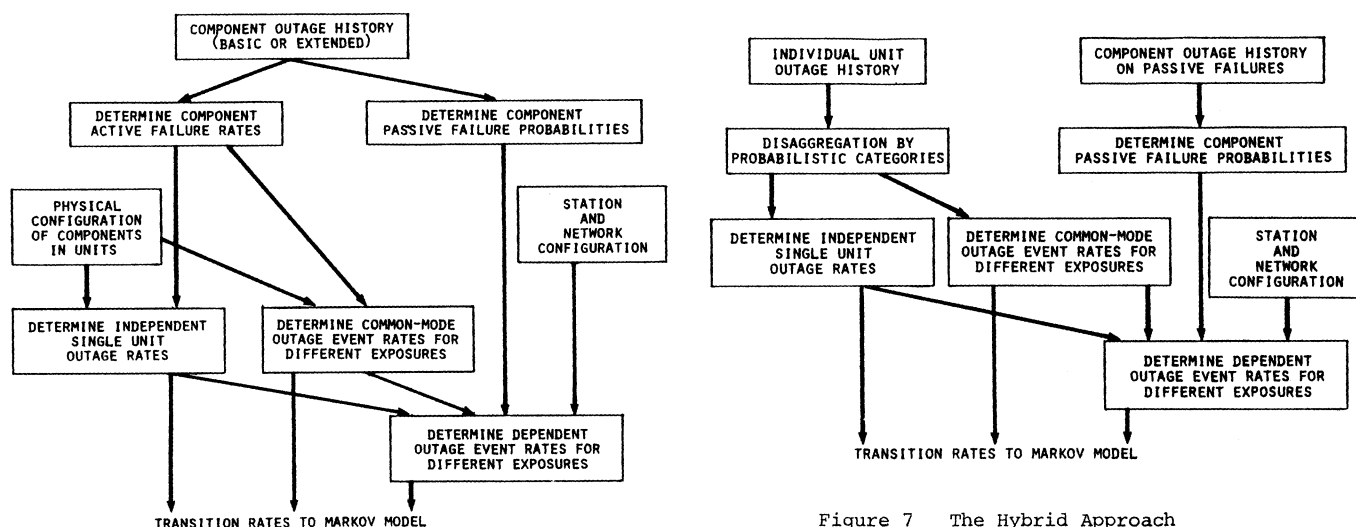 COMPONENT OUTAGE HISTORY
(BASIC OR EXTENDED)
DETERMINE COMPONENT
ACTIVE FAILURE RATES
DETERMINE COMPONENT
PASSIVE FAILURE PROBABILITIES
PHYSICAL
CONFIGURATION
OF COMPONENTS
IN UNITS
STATION
AND
NETWORK
CONFIGURATION
DETERMINE INDEPENDENT
SINGLE UNIT
OUTAGE RATES
DETERMINE COMMON-MODE
OUTAGE EVENT RATES FOR
DIFFERENT EXPOSURES
DETERMINE DEPENDENT
OUTAGE EVENT RATES FOR
DIFFERENT EXPOSURES
TRANSITION RATES TO MARKOV MODEL
INDIVIDUAL UNIT
OUTAGE HISTORY
COMPONENT OUTAGE HISTORY
ON PASSIVE FAILURES
DISAGGREGATION BY
PROBABILISTIC CATEGORIES
DETERMINE COMPONENT
PASSIVE FAILURE PROBABILITIES
DETERMINE INDEPENDENT
SINGLE UNIT
OUTAGE RATES
DETERMINE COMMON-MODE
OUTAGE EVENT RATES FOR
DIFFERENT EXPOSURES
STATION
AND
NETWORK
CONFIGURATION
DETERMINE DEPENDENT
OUTAGE EVENT RATES FOR
DIFFERENT EXPOSURES
TRANSITION RATES TO MARKOV MODEL
Figure 7 The Hybrid Approach